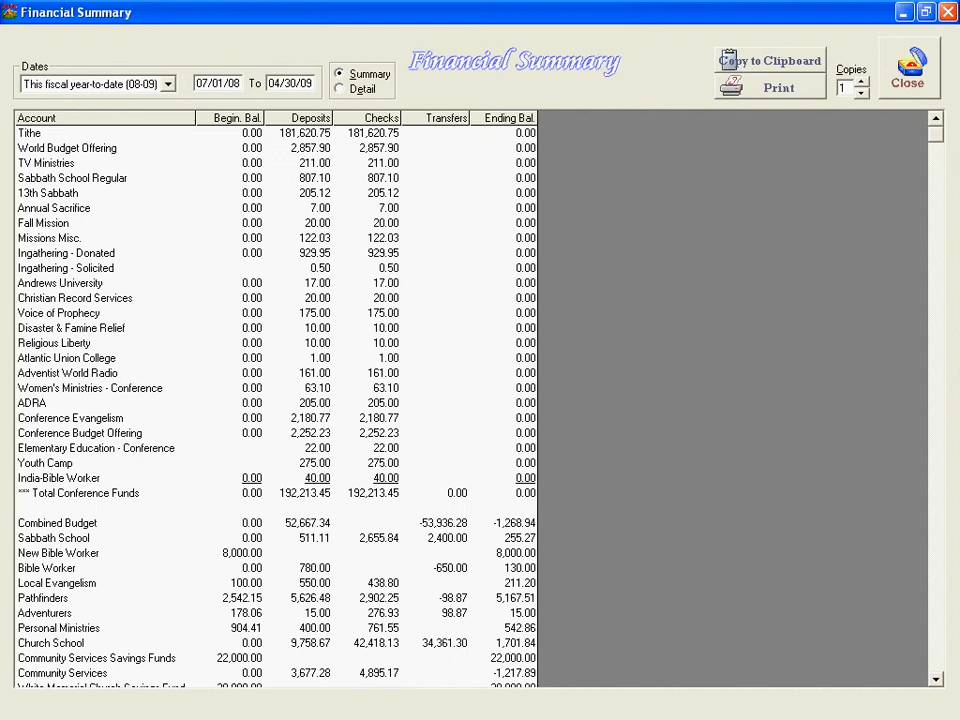 Financial Summary
Dates
This fiscal year-to-date (08-09) 07/01/08 To 04/30/09
Summary
Detail
Financial Summary
Copy to Clipboard
Print
Copies
1
Close
Account Begin. Bal. Deposits Checks Transfers Ending Bal.
Tithe 0.00 181,620.75 181,620.75 0.00
World Budget Offering 0.00 2,857.90 2,857.90 0.00
TV Ministries 0.00 211.00 211.00 0.00
Sabbath School Regular 0.00 807.10 807.10 0.00
13th Sabbath 0.00 205.12 205.12 0.00
Annual Sacrifice 0.00 7.00 7.00 0.00
Fall Mission 0.00 20.00 20.00 0.00
Missions Misc. 0.00 122.03 122.03 0.00
Ingathering - Donated 0.00 929.95 929.95 0.00
Ingathering - Solicited 0.50 0.50 0.00
Andrews University 0.00 17.00 17.00 0.00
Christian Record Services 0.00 20.00 20.00 0.00
Voice of Prophecy 0.00 175.00 175.00 0.00
Disaster & Famine Relief 0.00 10.00 10.00 0.00
Religious Liberty 0.00 10.00 10.00 0.00
Atlantic Union College 0.00 1.00 1.00 0.00
Adventist World Radio 0.00 161.00 161.00 0.00
Women's Ministries - Conference 0.00 63.10 63.10 0.00
ADRA 0.00 205.00 205.00 0.00
Conference Evangelism 0.00 2,180.77 2,180.77 0.00
Conference Budget Offering 0.00 2,252.23 2,252.23 0.00
Elementary Education - Conference 22.00 22.00 0.00
Youth Camp 275.00 275.00 0.00
India-Bible Worker 0.00 40.00 40.00 0.00
*** Total Conference Funds 0.00 192,213.45 192,213.45 0.00 0.00
Combined Budget 0.00 52,667.34 -53,936.28 -1,268.94
Sabbath School 0.00 511.11 2,655.84 2,400.00 255.27
New Bible Worker 8,000.00 8,000.00
Bible Worker 0.00 780.00 -650.00 130.00
Local Evangelism 100.00 550.00 438.80 211.20
Pathfinders 2,542.15 5,626.48 2,902.25 -98.87 5,167.51
Adventurers 178.06 15.00 276.93 98.87 15.00
Personal Ministries 904.41 400.00 761.55 542.86
Church School 0.00 9,758.67 42,418.13 34,361.30 1,701.84
Community Services Savings Funds 22,000.00 22,000.00
Community Services 0.00 3,677.28 4,895.17 -1,217.89
White Memorial Church Savings Fund